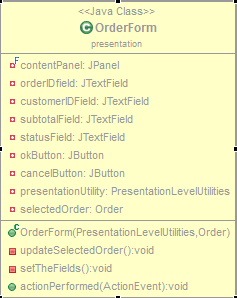 <<Java Class>>
OrderForm
presentation
contentPanel: JPanel
orderIDfield: JTextField
customerIDField: JTextField
subtotalField: JTextField
statusField: JTextField
okButton: JButton
cancelButton: JButton
presentationUtility: PresentationLevelUtilities
selectedOrder: Order
OrderForm(PresentationLevelUtilities,Order)
updateSelectedOrder():void
setTheFields():void
actionPerformed(ActionEvent):void